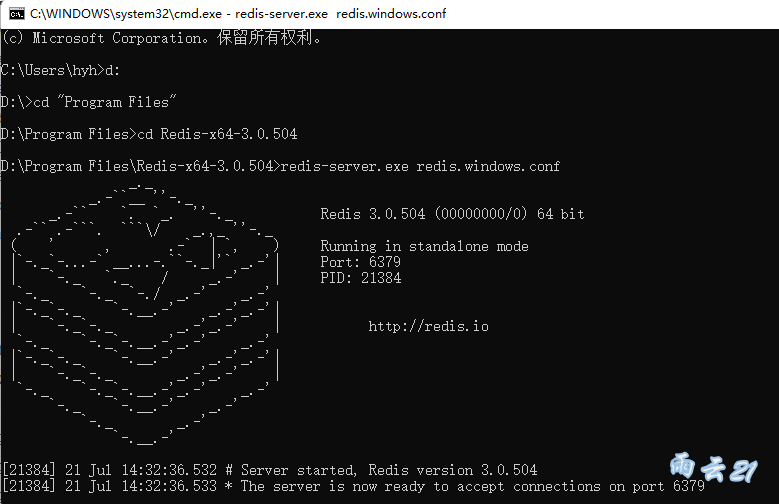 C:\WINDOWS\system32\cmd.exe - redis-server.exe redis.windows.conf
(c) Microsoft Corporation。保留所有权利。
C:\Users\hyh>d:
D:\>cd "Program Files"
D:\Program Files>cd Redis-x64-3.0.504
D:\Program Files\Redis-x64-3.0.504>redis-server.exe redis.windows.conf
Redis 3.0.504 (00000000/0) 64 bit
Running in standalone mode
Port: 6379
PID: 21384
http://redis.io
[21384] 21 Jul 14:32:36.532 # Server started, Redis version 3.0.504
[21384] 21 Jul 14:32:36.533 * The server is now ready to accept connections on port 6379
雨云21